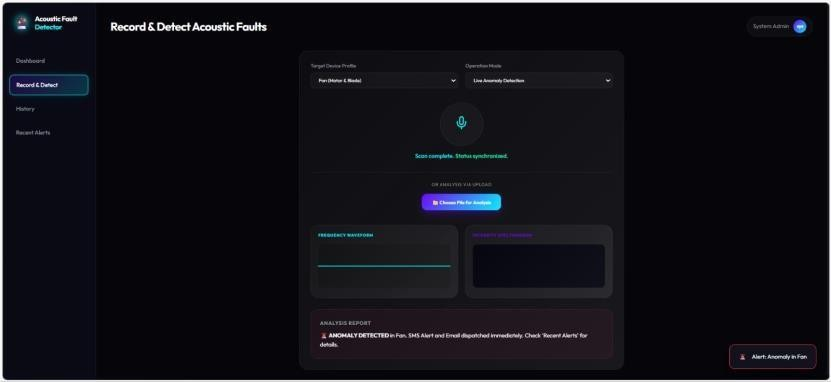 Acoustic Fault
Detector
Record & Detect Acoustic Faults
System Admin
Dashboard
Record & Detect
History
Recent Alerts
Target Device Profile
Operation Mode
Fan (Motor & Blade)
Live Anomaly Detection
Scan complete. Status synchronized.
OR ANALYSIS VIA UPLOAD
Choose File for Analysis
FREQUENCY WAVEFORM
INTENSITY SPECTROGRAM
ANALYSIS REPORT
ANOMALY DETECTED in Fan. SMS Alert and Email dispatched immediately. Check 'Recent Alerts' for
details.
Alert: Anomaly in Fan